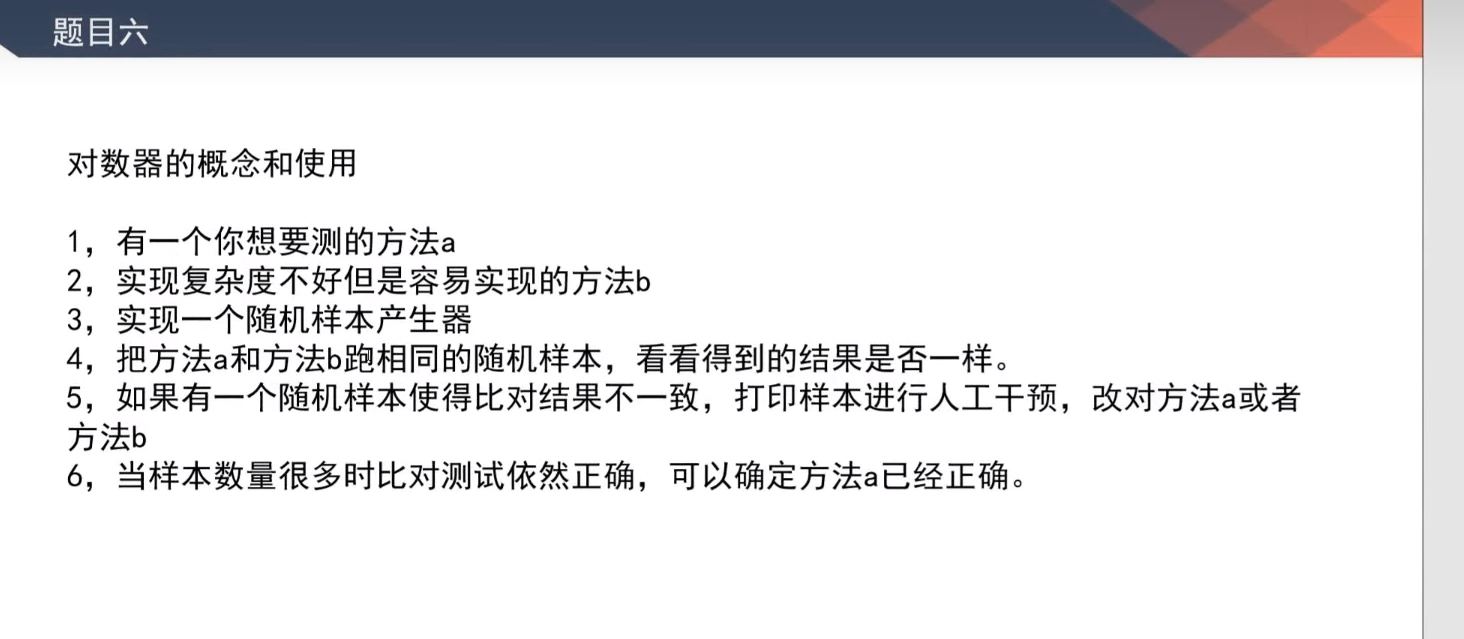 题目六
对数器的概念和使用
1，有一个你想要测的方法a
2，实现复杂度不好但是容易实现的方法b
3，实现一个随机样本产生器
4，把方法a和方法b跑相同的随机样本，看看得到的结果是否一样。
5，如果有一个随机样本使得比对结果不一致，打印样本进行人工干预，改对方法a或者
方法b
6，当样本数量很多时比对测试依然正确，可以确定方法a已经正确。